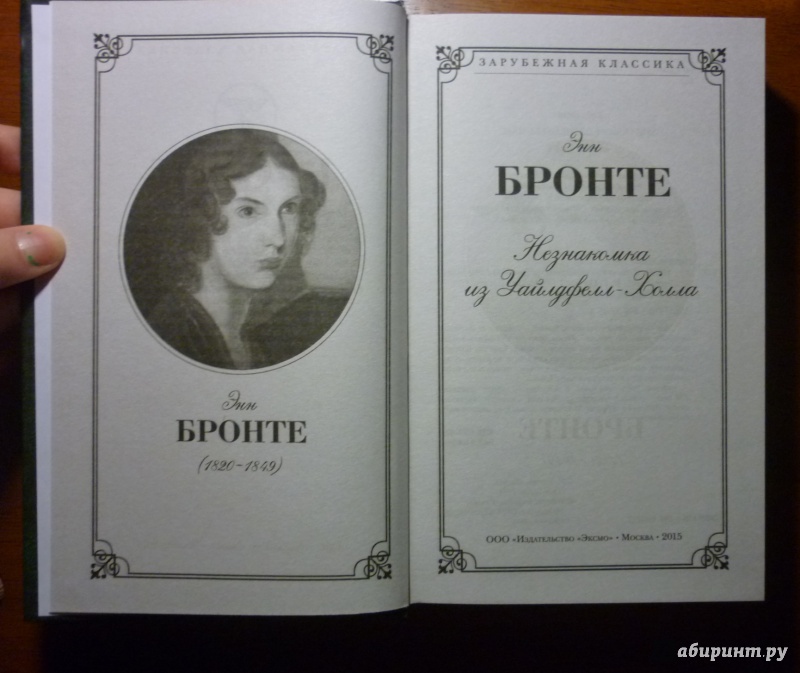 Энн
БРОНТЕ
(1820–1849)
ЗАРУБЕЖНАЯ КЛАССИКА
Энн
БРОНТЕ
Незнакомка
из Уайлдфелл-Холла
БРОНТЕ
ООО «Издательство «Эксмо» • Москва • 2015
абиринт.ру